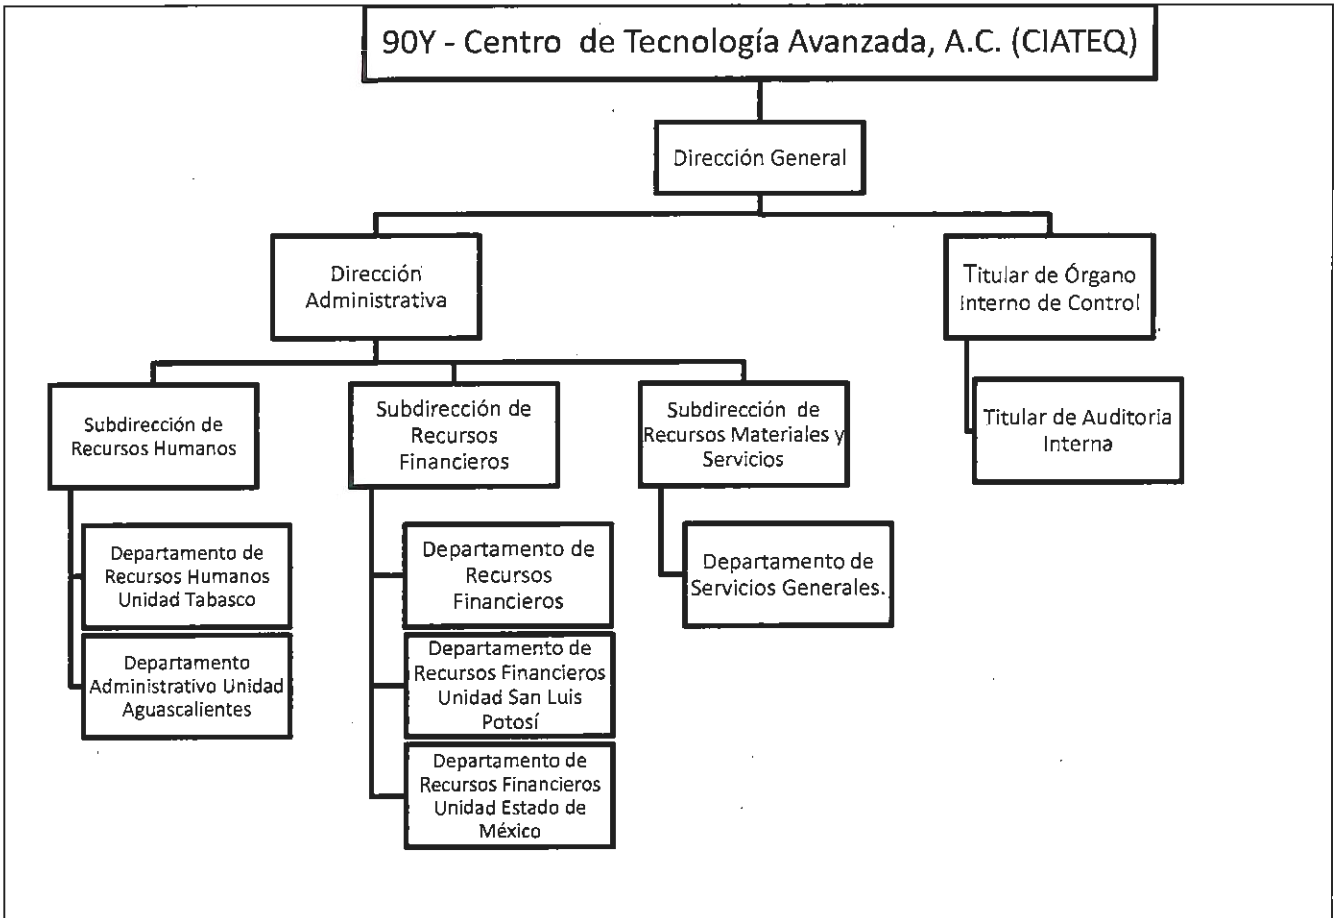 90Y - Centro de Tecnología Avanzada, A.C. (CIATEQ)
Dirección General
Dirección
Administrativa
Titular de Órgano
Interno de Control
Subdirección de
Recursos Humanos
Subdirección de
Recursos
Financieros
Subdirección de
Recursos Materiales y
Servicios
Titular de Auditoria
Interna
Departamento de
Recursos Humanos
Unidad Tabasco
Departamento
Administrativo Unidad
Aguascalientes
Departamento de
Recursos
Financieros
Departamento de
Recursos Financieros
Unidad San Luis
Potosí
Departamento de
Recursos Financieros
Unidad Estado de
México
Departamento de
Servicios Generales.